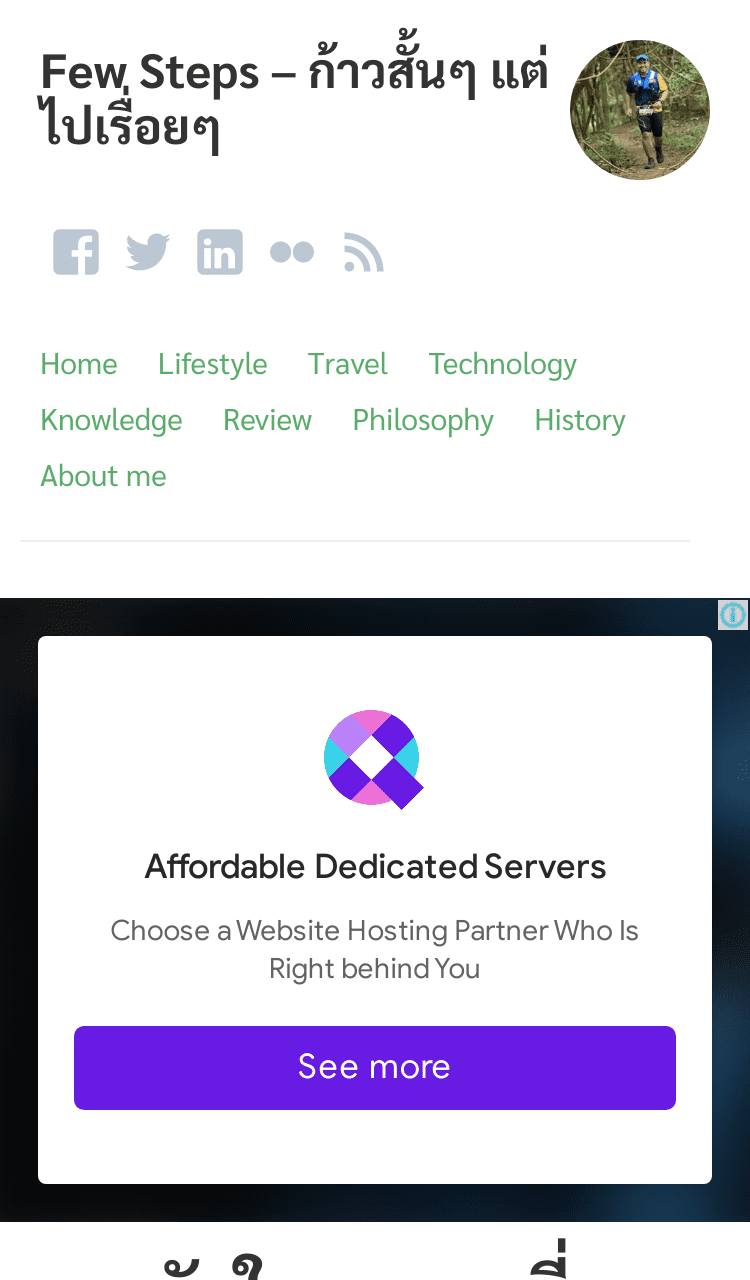 Few Steps – ก้าวสั้นๆ แต่
ไปเรื่อยๆ
Home Lifestyle Travel Technology
Knowledge Review Philosophy History
About me
Affordable Dedicated Servers
Choose a Website Hosting Partner Who Is
Right behind You
See more